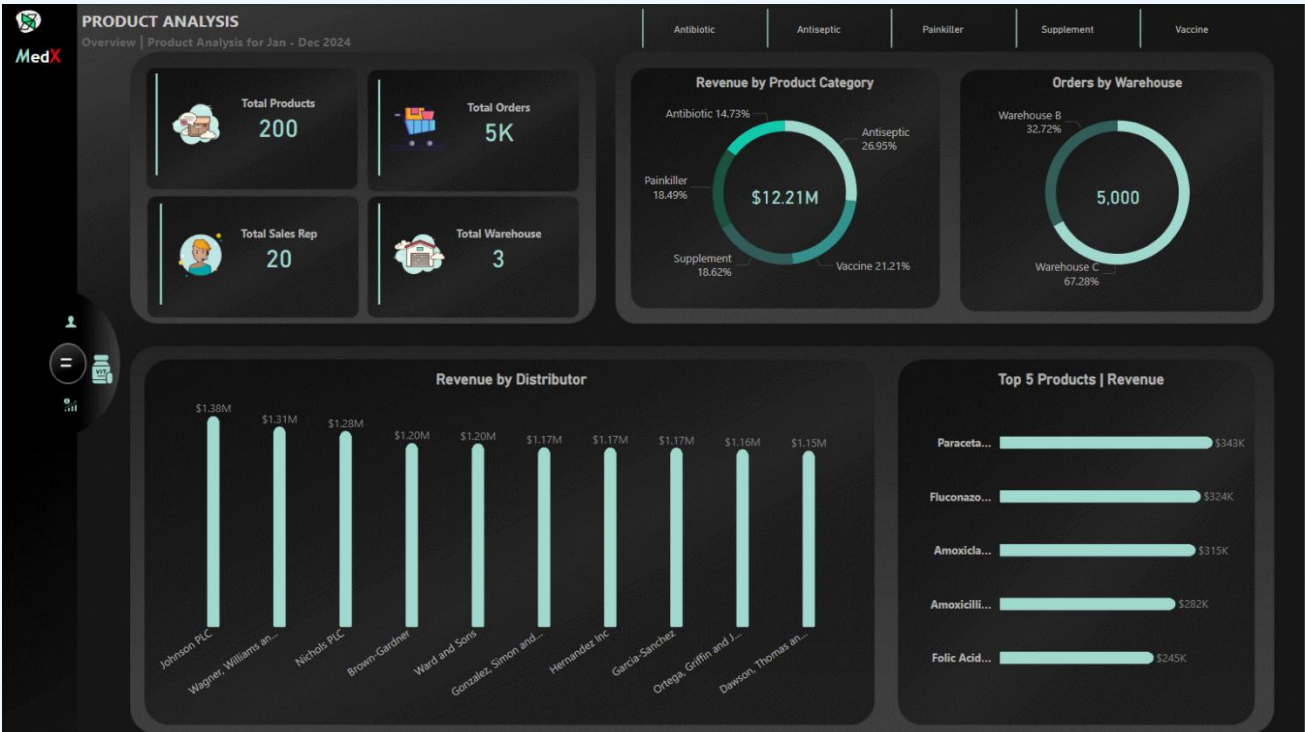 MedX
PRODUCT ANALYSIS
Overview | Product Analysis for Jan - Dec 2024
Antibiotic
Antiseptic
Painkiller
Supplement
Vaccine
Total Products
200
Total Orders
5K
Total Sales Rep
20
Total Warehouse
3
Revenue by Product Category
Antibiotic 14.73%
Antiseptic
26.95%
Painkiller
18.49%
$12.21M
Supplement
18.62%
Vaccine 21.21%
Orders by Warehouse
Warehouse B
32.72%
5,000
Warehouse C
67.28%
VIT
Revenue by Distributor
$1.38M
$1.31M
$1.28M
$1.20M
$1.20M
$1.17M
$1.17M
$1.17M
$1.16M
$1.15M
Johnson PLC
Wagner, Williams an...
Nichols PLC
Brown-Gardner
Ward and Sons
Gonzalez, Simon and...
Hernandez Inc
Garcia-Sanchez
Ortega, Griffin and J...
Dawson, Thomas an...
Top 5 Products | Revenue
Paraceta... $343K
Fluconazo... $324K
Amoxicla... $315K
Amoxicilli... $282K
Folic Acid... $245K